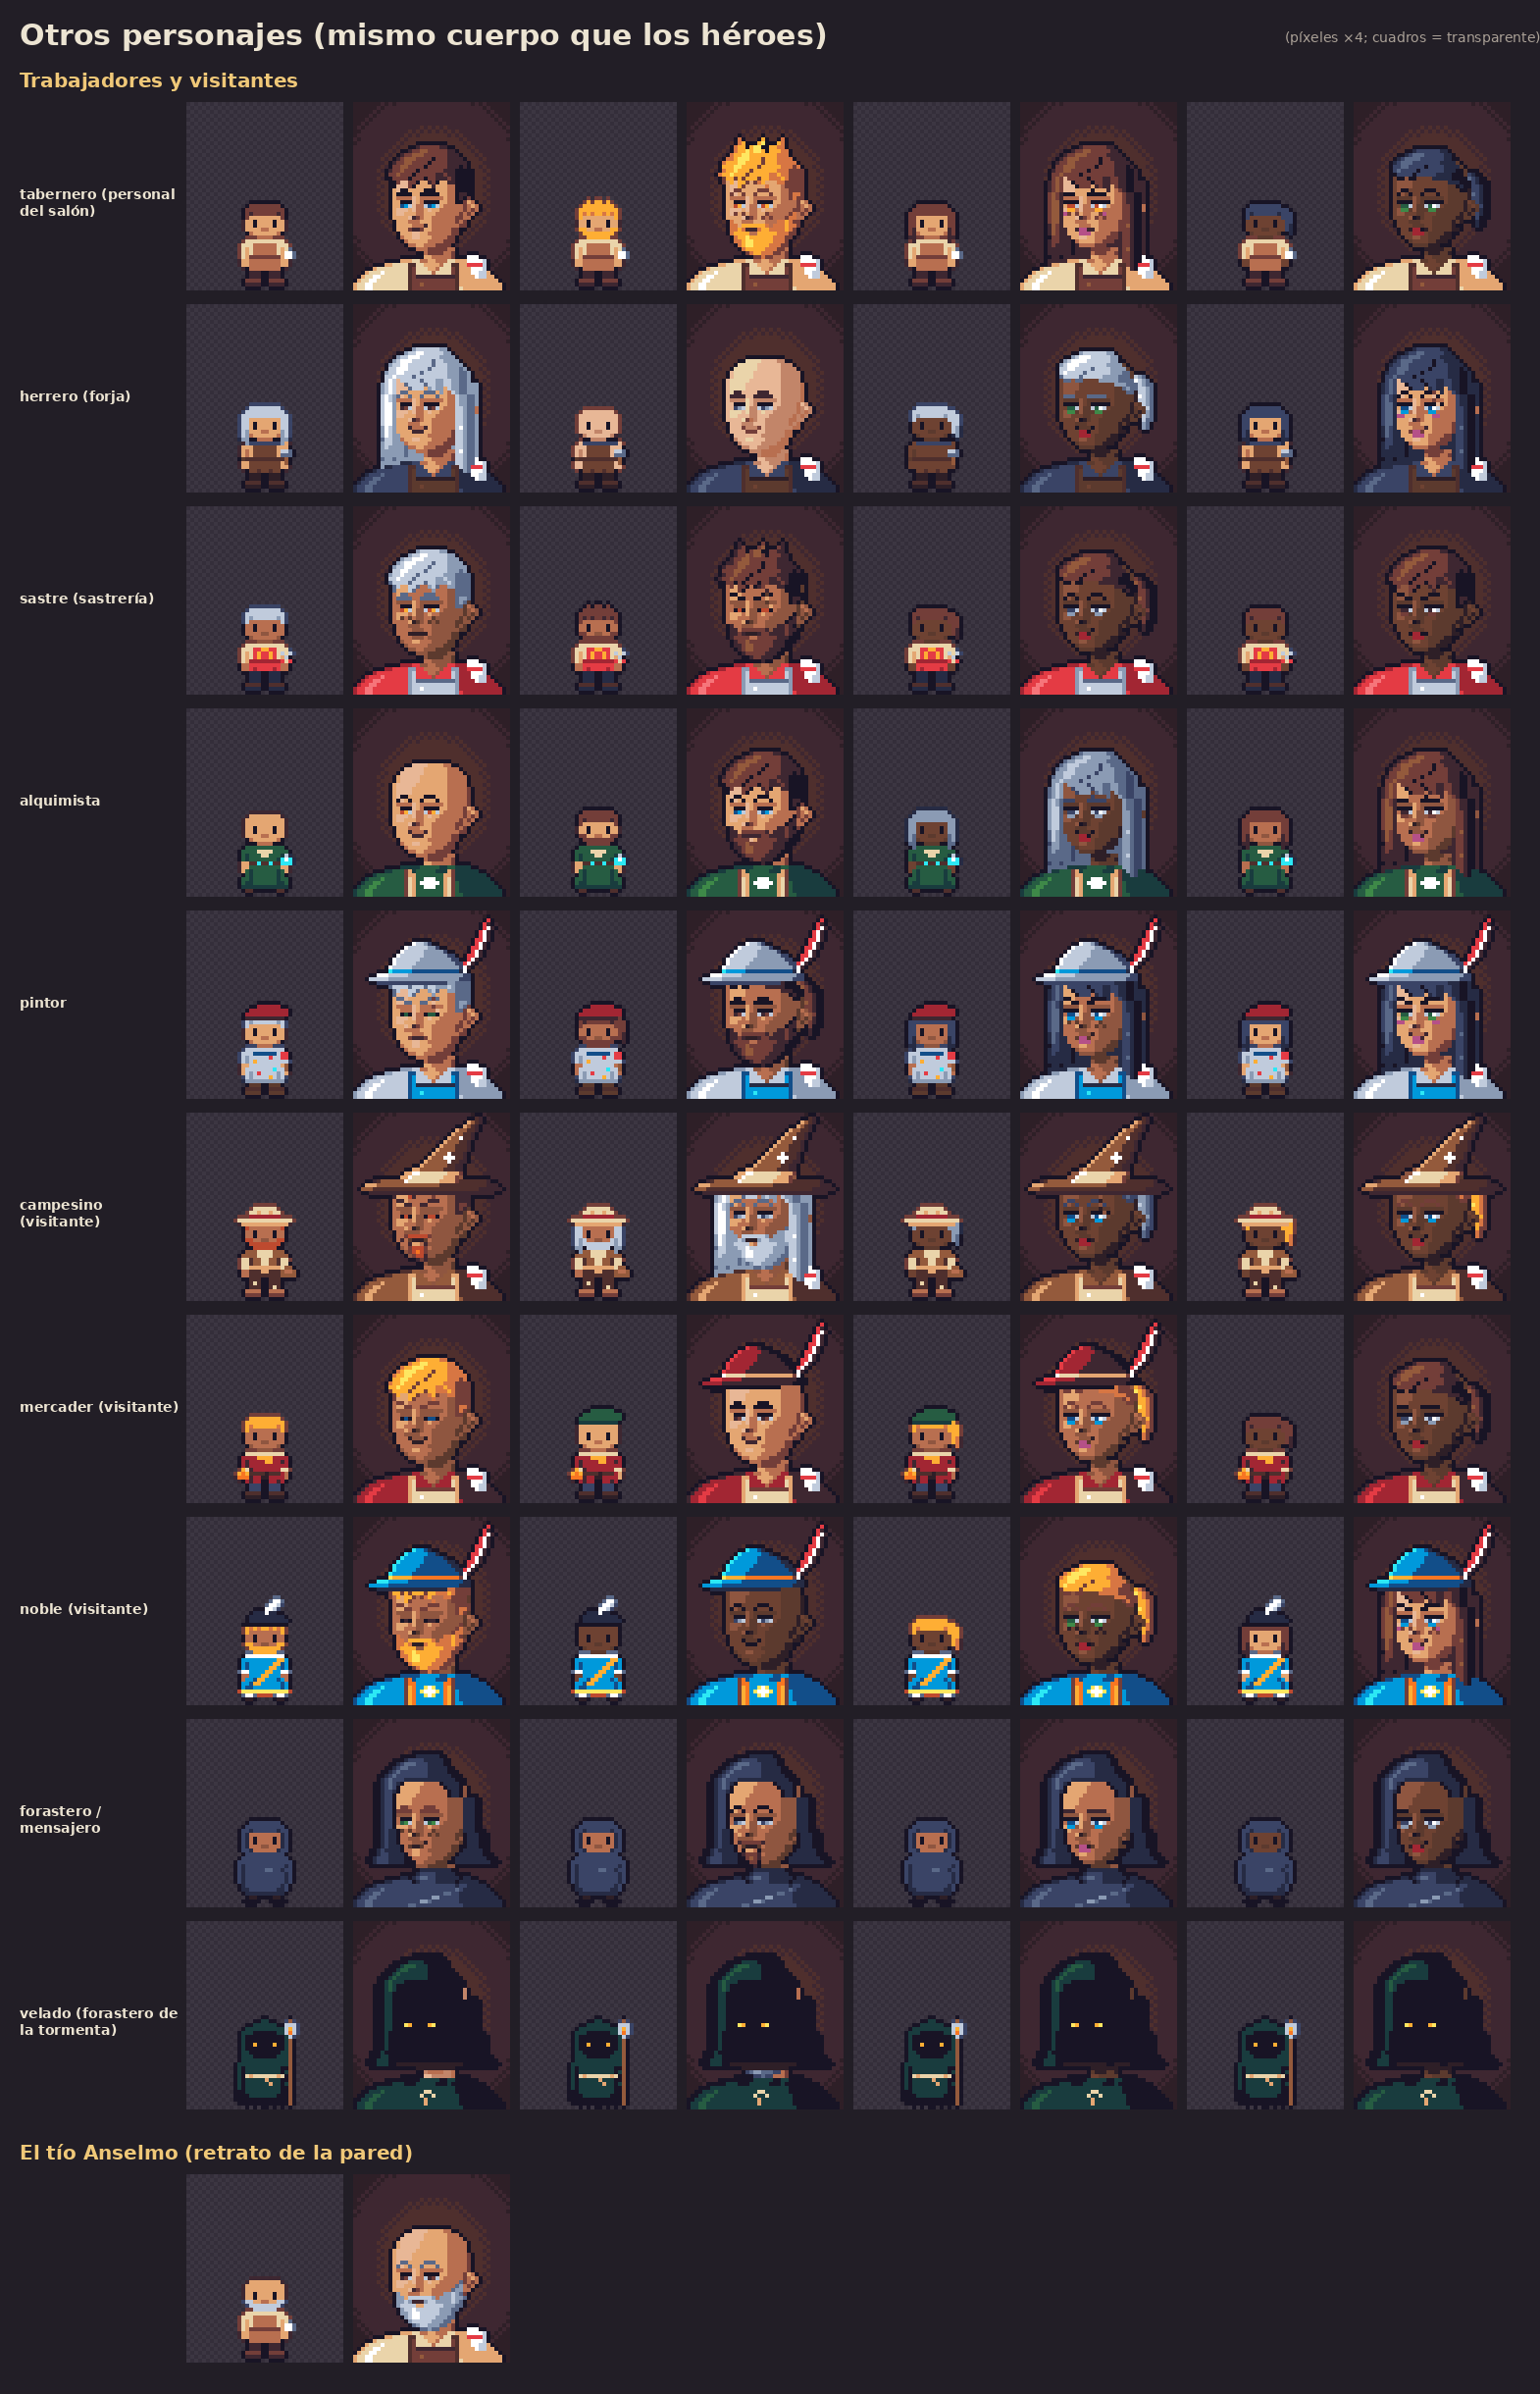 Otros personajes (mismo cuerpo que los héroes)
(píxeles ×4; cuadros = transparente)
Trabajadores y visitantes
tabernero (personal
del salón)
herrero (forja)
sastre (sastrería)
alquimista
pintor
campesino
(visitante)
mercader (visitante)
noble (visitante)
forastero /
mensajero
velado (forastero de
la tormenta)
El tío Anselmo (retrato de la pared)